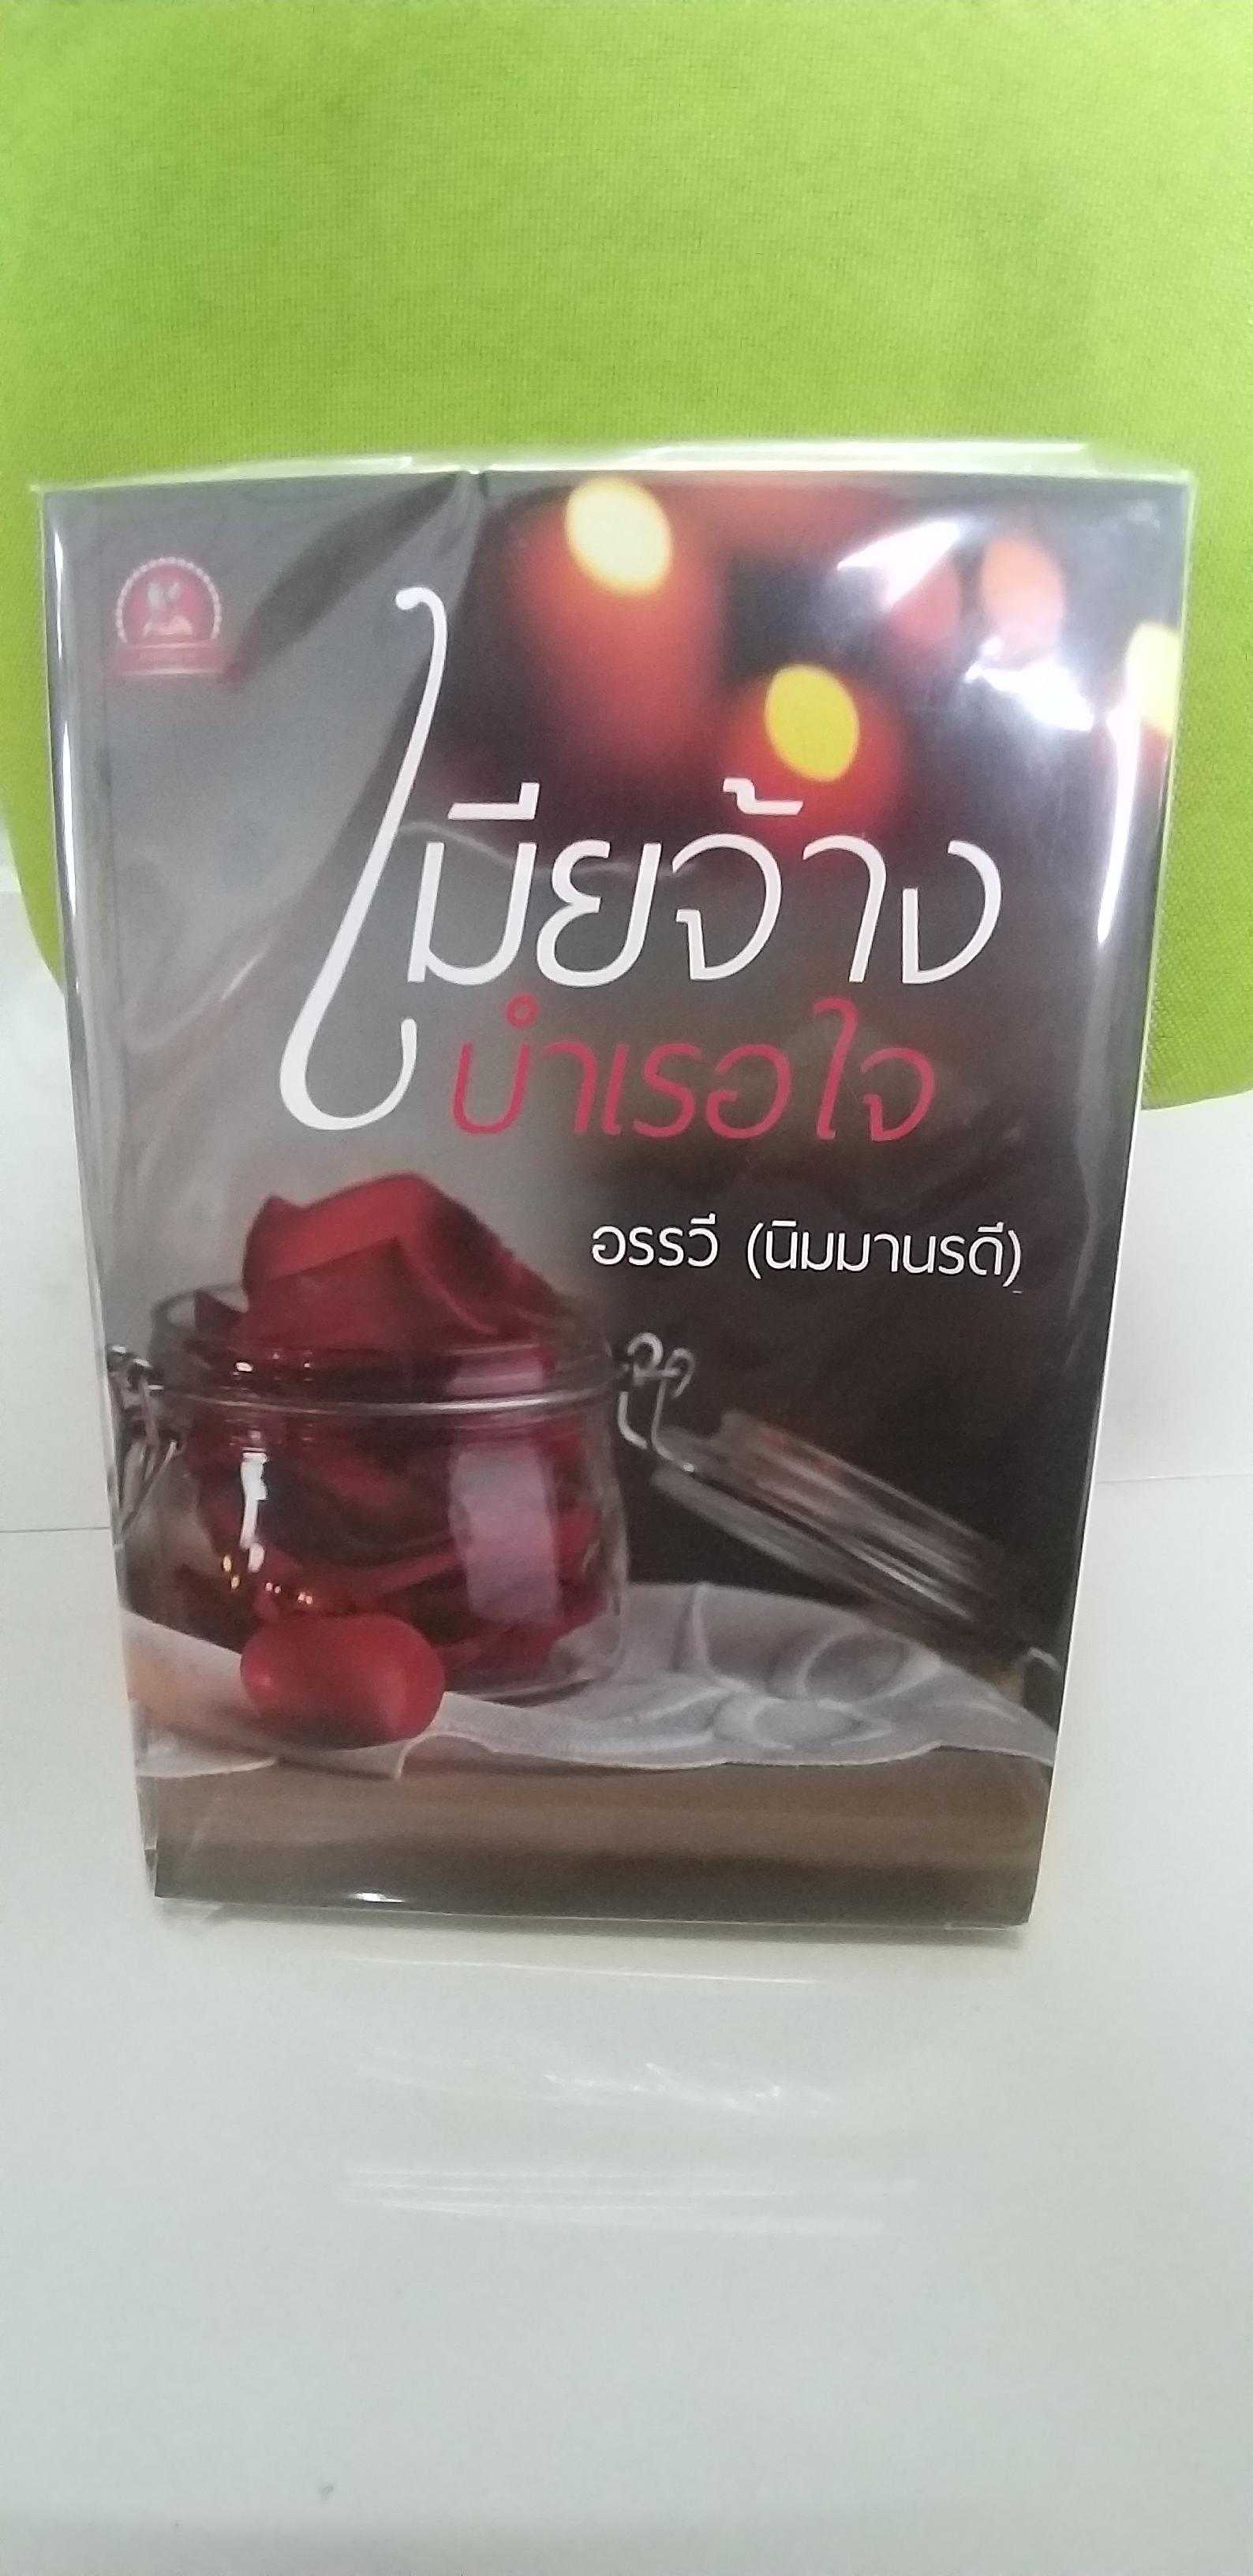 เมียจ้าง
บำเรอใจ
อรรวี (นิมมานรดี)